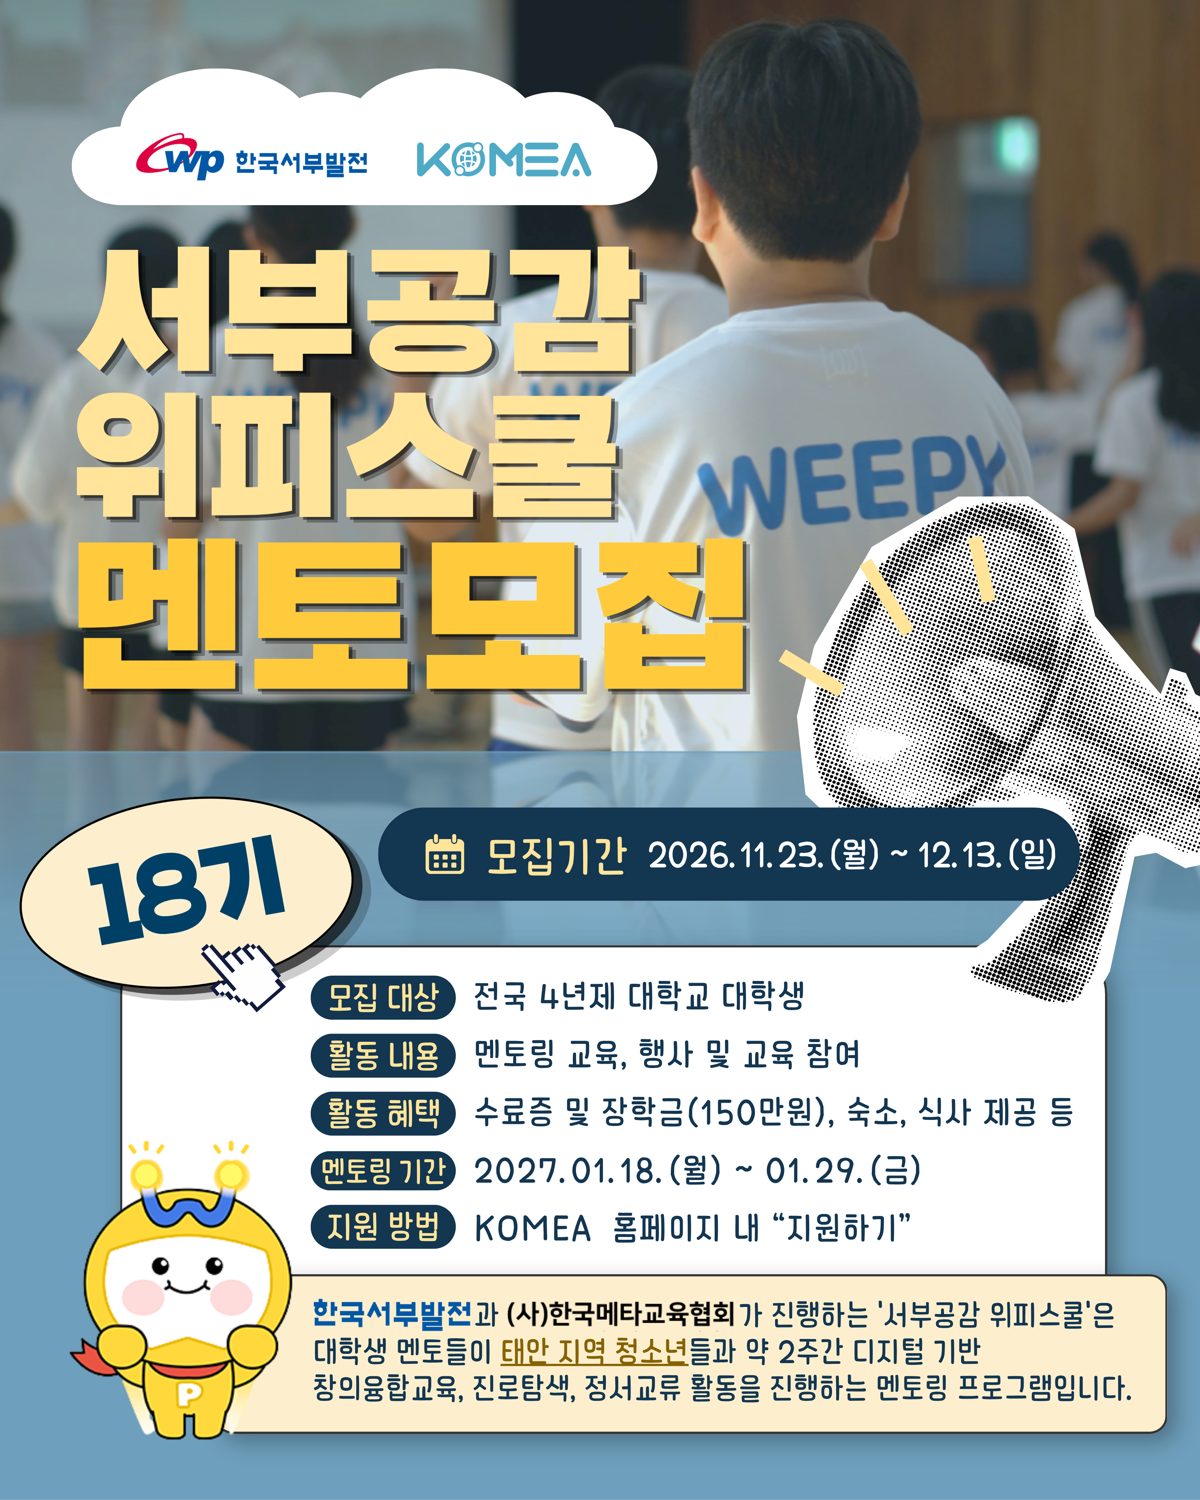 wp 한국서부발전 KOMEA
서부공감
위피스쿨
멘토모집
WEEPY
18기
모집기간 2026.11.23.(월) ~ 12.13.(일)
모집 대상 전국 4년제 대학교 대학생
활동 내용 멘토링 교육, 행사 및 교육 참여
활동 혜택 수료증 및 장학금(150만원), 숙소, 식사 제공 등
멘토링 기간 2027.01.18.(월) ~ 01.29.(금)
지원 방법 KOMEA 홈페이지 내 “지원하기”
한국서부발전과 (사)한국메타교육협회가 진행하는 '서부공감 위피스쿨'은
대학생 멘토들이 태안 지역 청소년들과 약 2주간 디지털 기반
창의융합교육, 진로탐색, 정서교류 활동을 진행하는 멘토링 프로그램입니다.
W
P